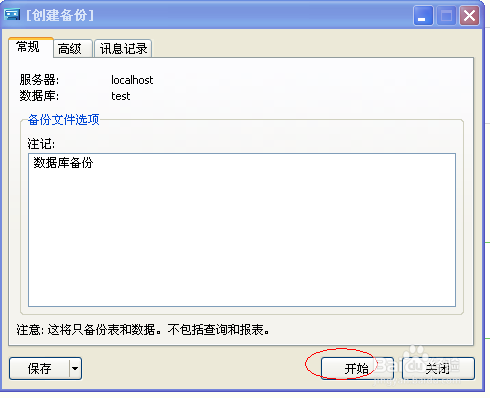 [创建备份]
常规 高级 讯息记录
服务器: localhost
数据库: test
备份文件选项
注记:
数据库备份
注意: 这将只备份表和数据。不包括查询和报表。
保存 开始 关闭